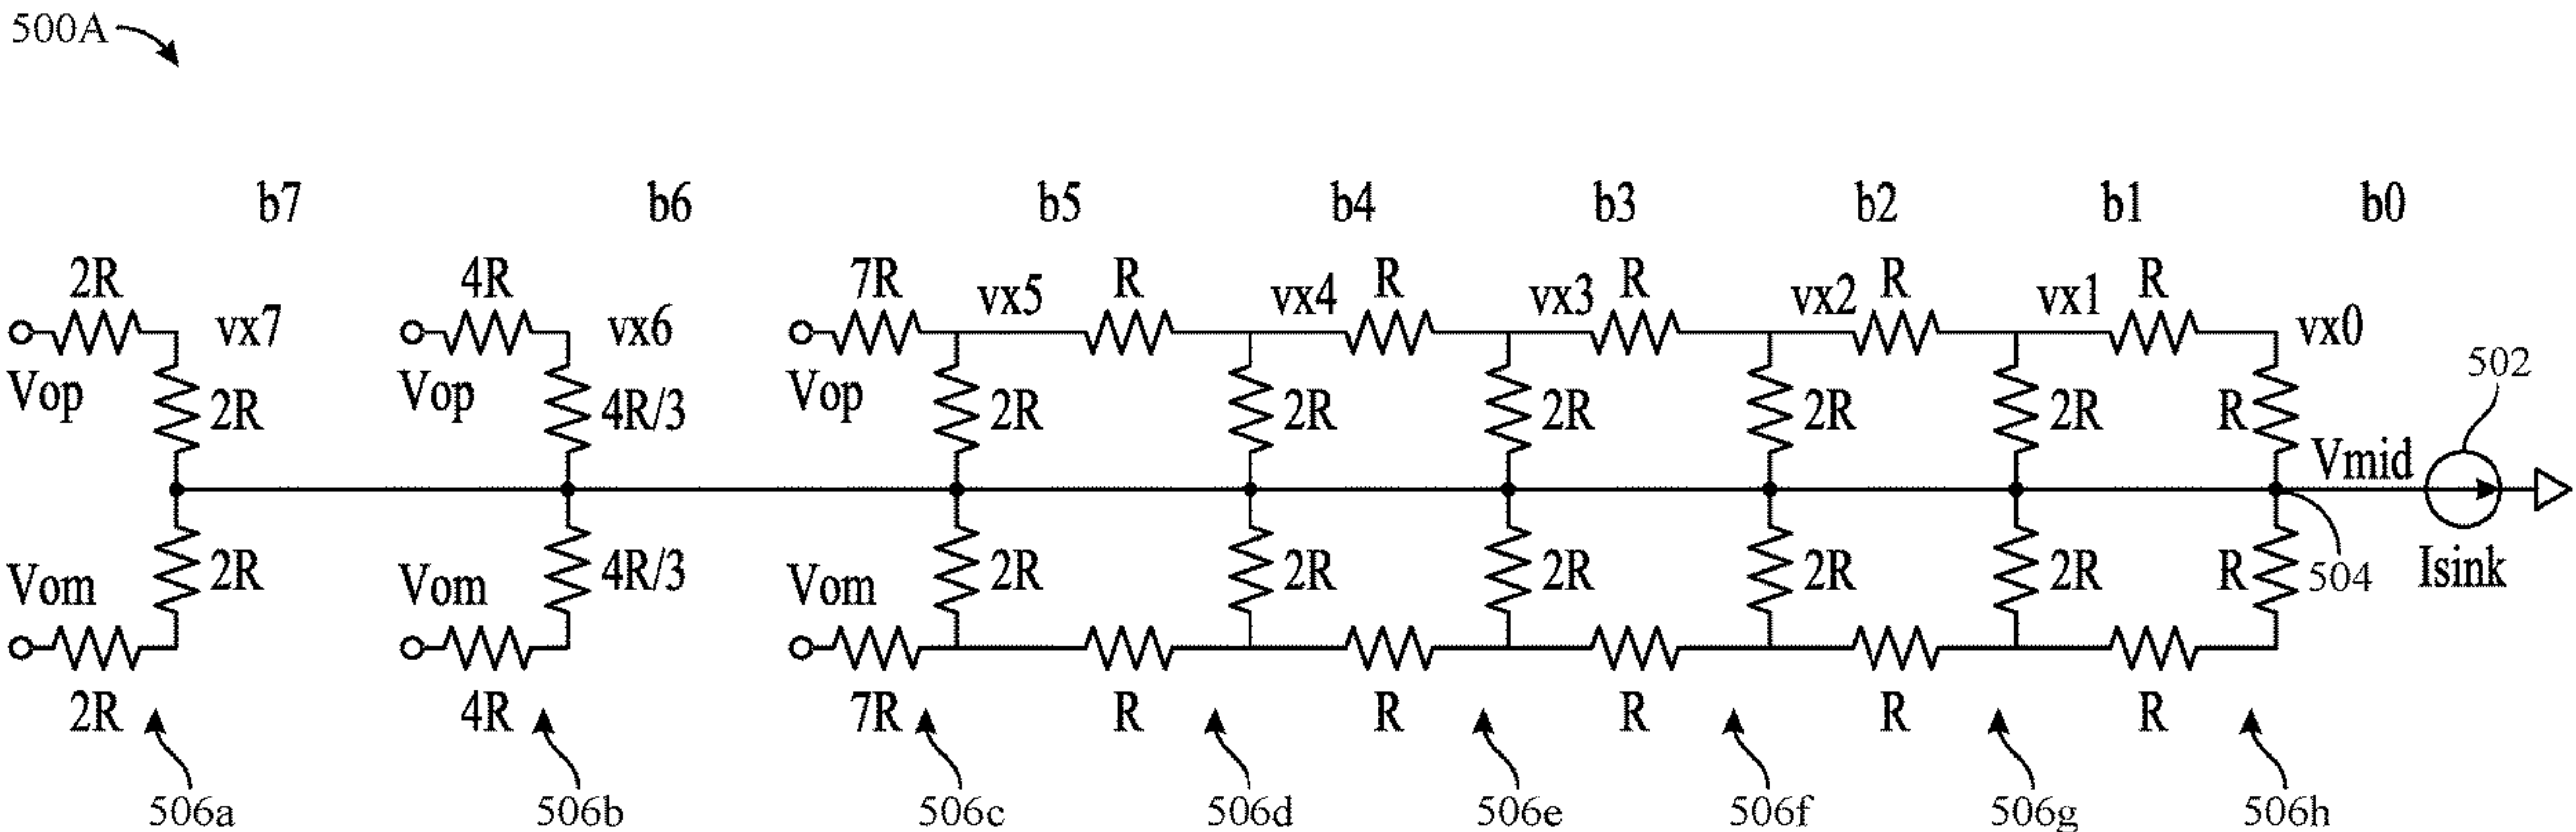 500A
b7 b6 b5 b4 b3 b2 b1 b0
2R 4R 7R vx5 R vx4 R vx3 R vx2 R vx1 R
vx7 vx6 vx0
502
Vop 2R Vop 4R/3 Vop 2R 2R 2R 2R 2R R
Vmid
Vom 2R Vom 4R/3 Vom 2R 2R 2R 2R 2R R 504 Isink
2R 4R 7R R R R R R
506a 506b 506c 506d 506e 506f 506g 506h